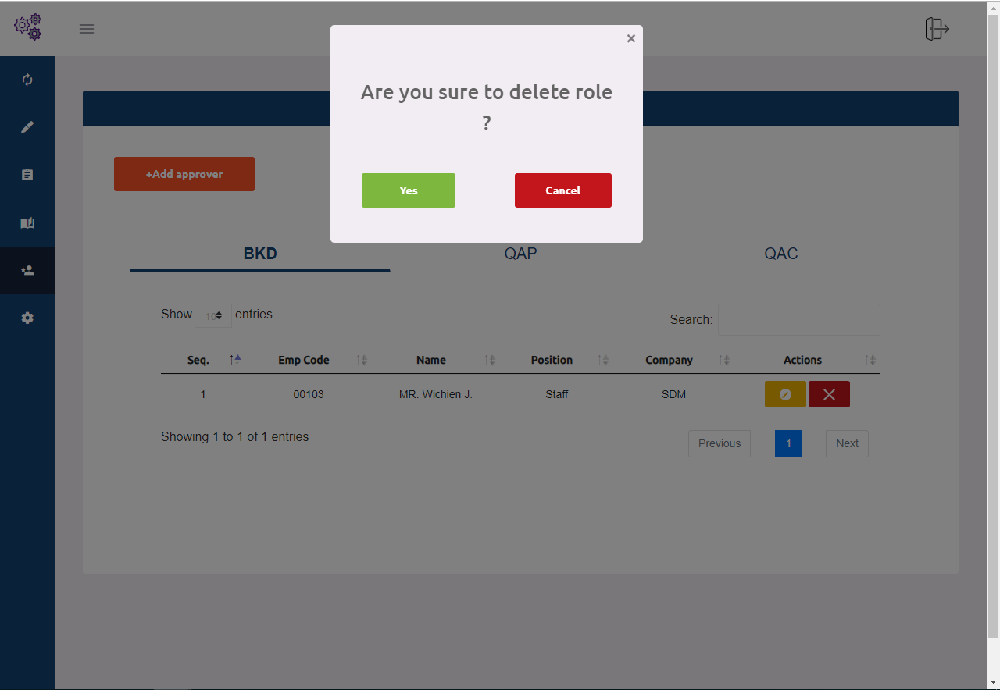 ×
Are you sure to delete role
?
Yes
Cancel
+Add approver
BKD QAP QAC
Show 10 entries
Search:
Seq. Emp Code Name Position Company Actions
1 00103 MR. Wichien J. Staff SDM
Showing 1 to 1 of 1 entries
Previous 1 Next